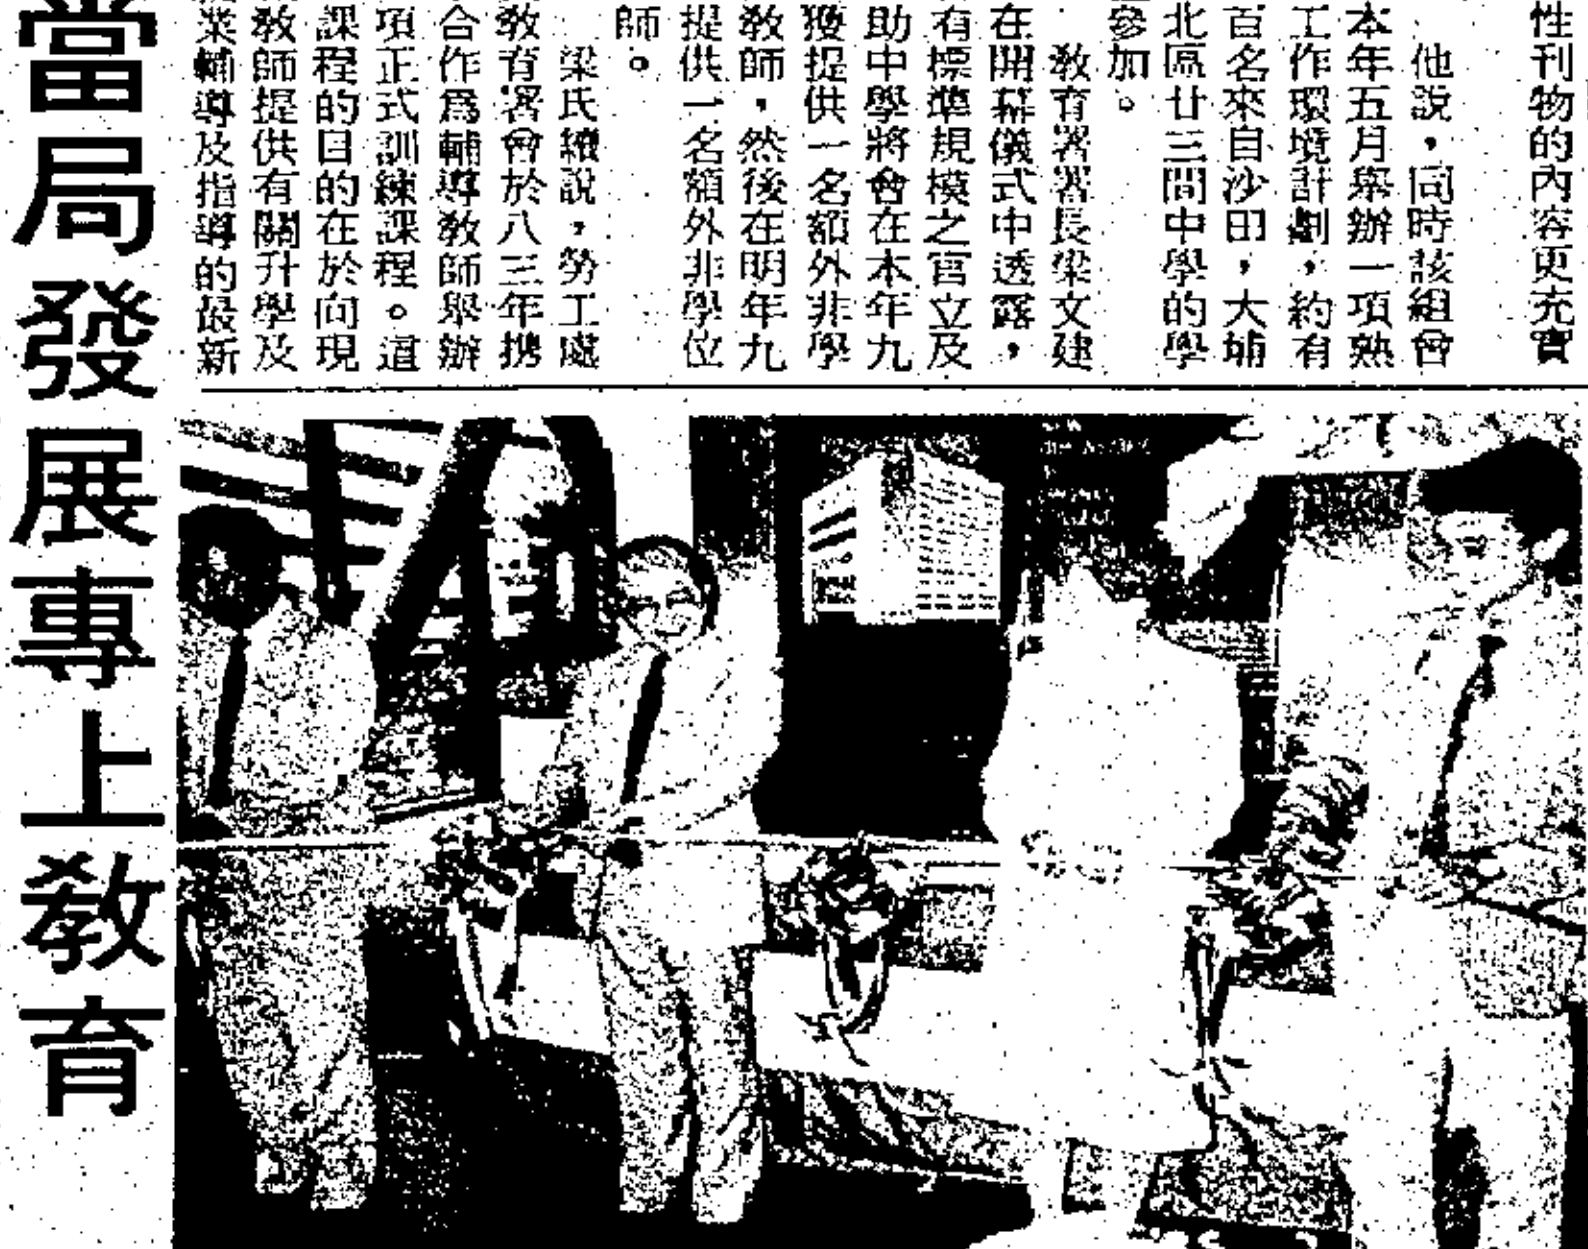 性刊物的內容更充實
他說，同時該組會
本年五月舉辦一項熟
工作環境計劃，約有
百名來自沙田，大埔
北區廿三間中學的學
參加。
教育署署長梁文建
在開幕儀式中透露，
有標準規模之官立及
助中學將會在本年九
獲提供一名額外非學
教師，然後在明年九
提供一名額外非學位
師。
梁氏續說，勞工處
教育署會於八三年携
合作爲輔導教師舉辦
項正式訓練課程。道
課程的目的在於向現
教師提供有關升學及
業輔導及指導的最新
當局發展專上教育